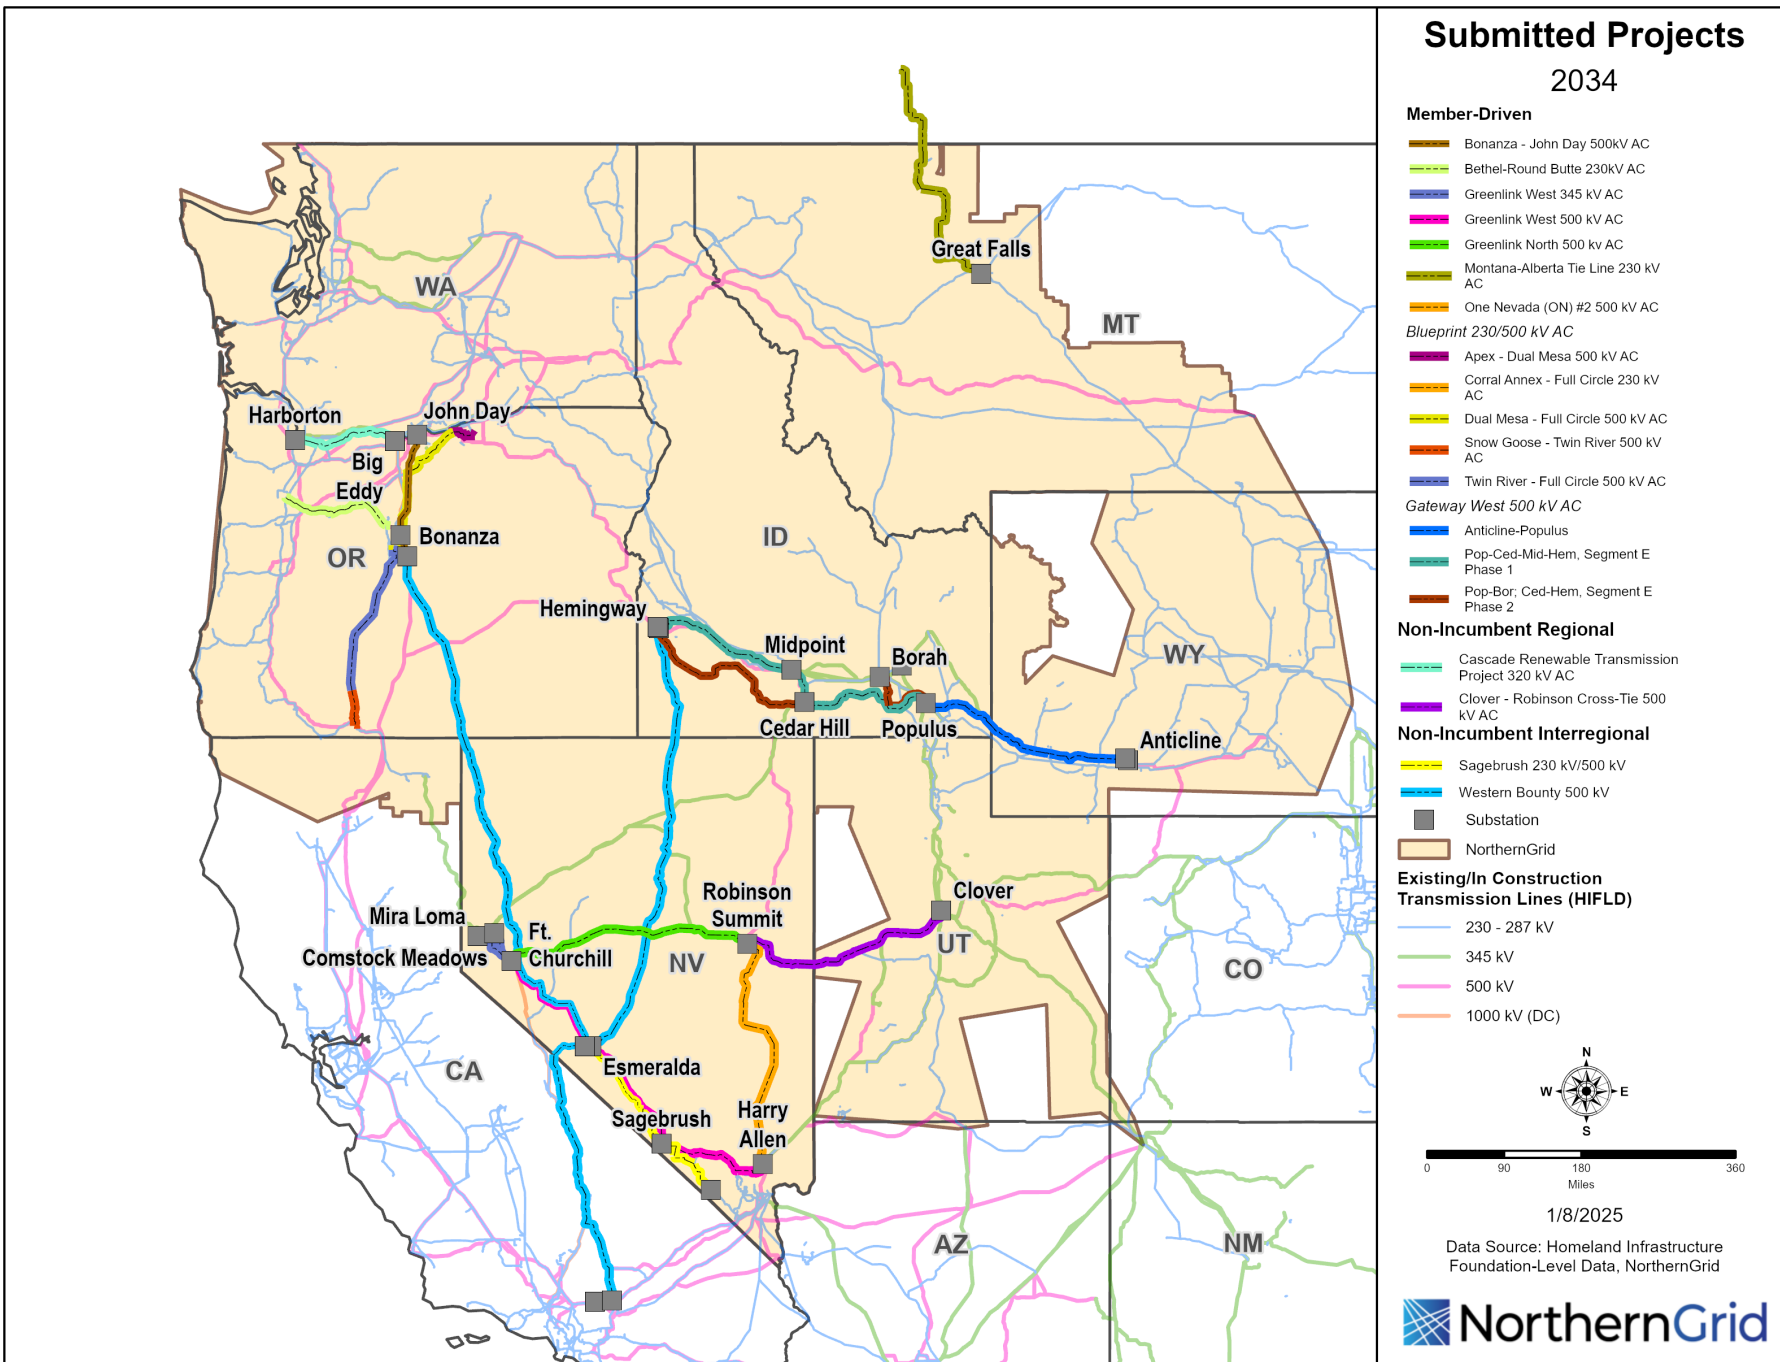 Submitted Projects
2034
Member-Driven
Bonanza - John Day 500kV AC
Bethel-Round Butte 230kV AC
Greenlink West 345 kV AC
Greenlink West 500 kV AC
Greenlink North 500 kv AC
Montana-Alberta Tie Line 230 kV
AC
One Nevada (ON) #2 500 kV AC
Blueprint 230/500 kV AC
Apex - Dual Mesa 500 kV AC
Corral Annex - Full Circle 230 kV
AC
Dual Mesa - Full Circle 500 kV AC
Snow Goose - Twin River 500 kV
AC
Twin River - Full Circle 500 kV AC
Gateway West 500 kV AC
Anticline-Populus
Pop-Ced-Mid-Hem, Segment E
Phase 1
Pop-Bor; Ced-Hem, Segment E
Phase 2
Non-Incumbent Regional
Cascade Renewable Transmission
Project 320 kV AC
Clover - Robinson Cross-Tie 500
kV AC
Non-Incumbent Interregional
Sagebrush 230 kV/500 kV
Western Bounty 500 kV
Substation
NorthernGrid
Existing/In Construction
Transmission Lines (HIFLD)
230 - 287 kV
345 kV
500 kV
1000 kV (DC)
N
W E
S
0 90 180 360
Miles
1/8/2025
Data Source: Homeland Infrastructure
Foundation-Level Data, NorthernGrid
NorthernGrid
Great Falls
WA
MT
Harborton
John Day
Big
Eddy
Bonanza
OR
ID
Hemingway
Midpoint
Borah
WY
Cedar Hill
Populus
Anticline
Robinson
Summit
Clover
Mira Loma
Ft.
Churchill
Comstock Meadows
NV
UT
CO
CA
Esmeralda
Sagebrush
Harry
Allen
AZ
NM